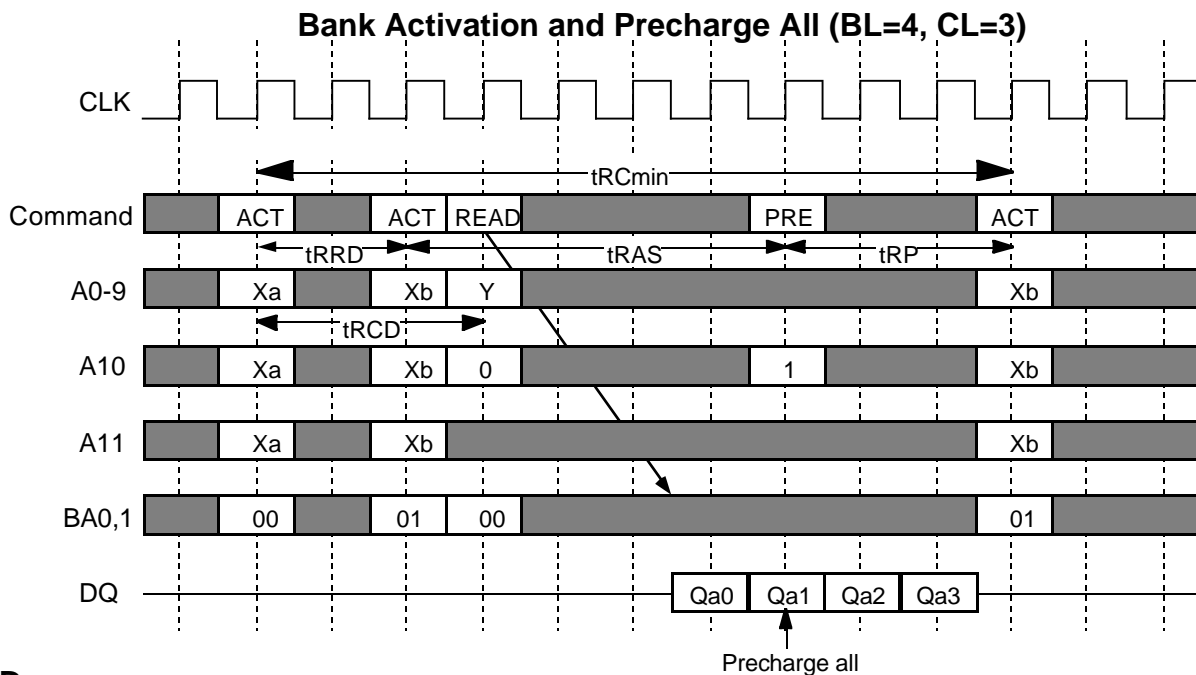 Bank Activation and Precharge All (BL=4, CL=3)
CLK
tRCmin
Command ACT ACT READ PRE ACT
tRRD tRAS tRP
A0-9 Xa Xb Y Xb
tRCD
A10 Xa Xb 0 1 Xb
A11 Xa Xb Xb
BA0,1 00 01 00 01
DQ Qa0 Qa1 Qa2 Qa3
Precharge all